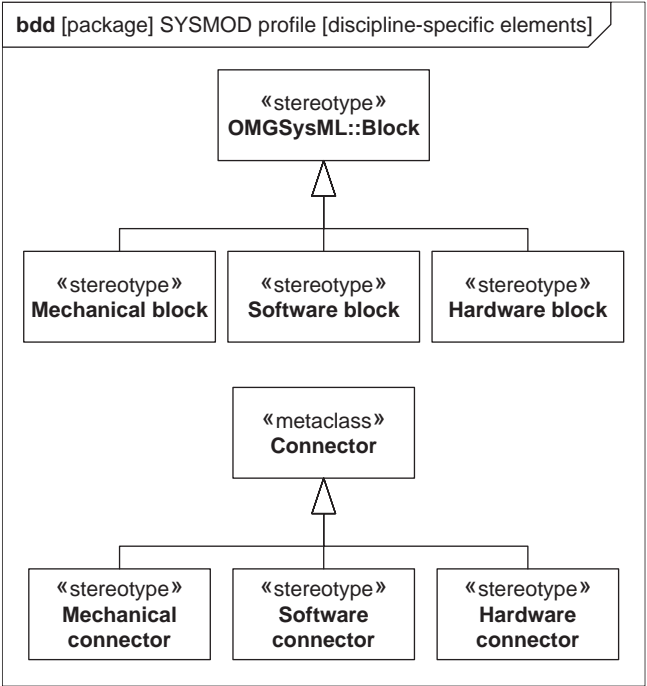 bdd [package] SYSMOD profile [discipline-specific elements]
«stereotype»
OMGSysML::Block
«stereotype»
Mechanical block
«stereotype»
Software block
«stereotype»
Hardware block
«metaclass»
Connector
«stereotype»
Mechanical
connector
«stereotype»
Software
connector
«stereotype»
Hardware
connector